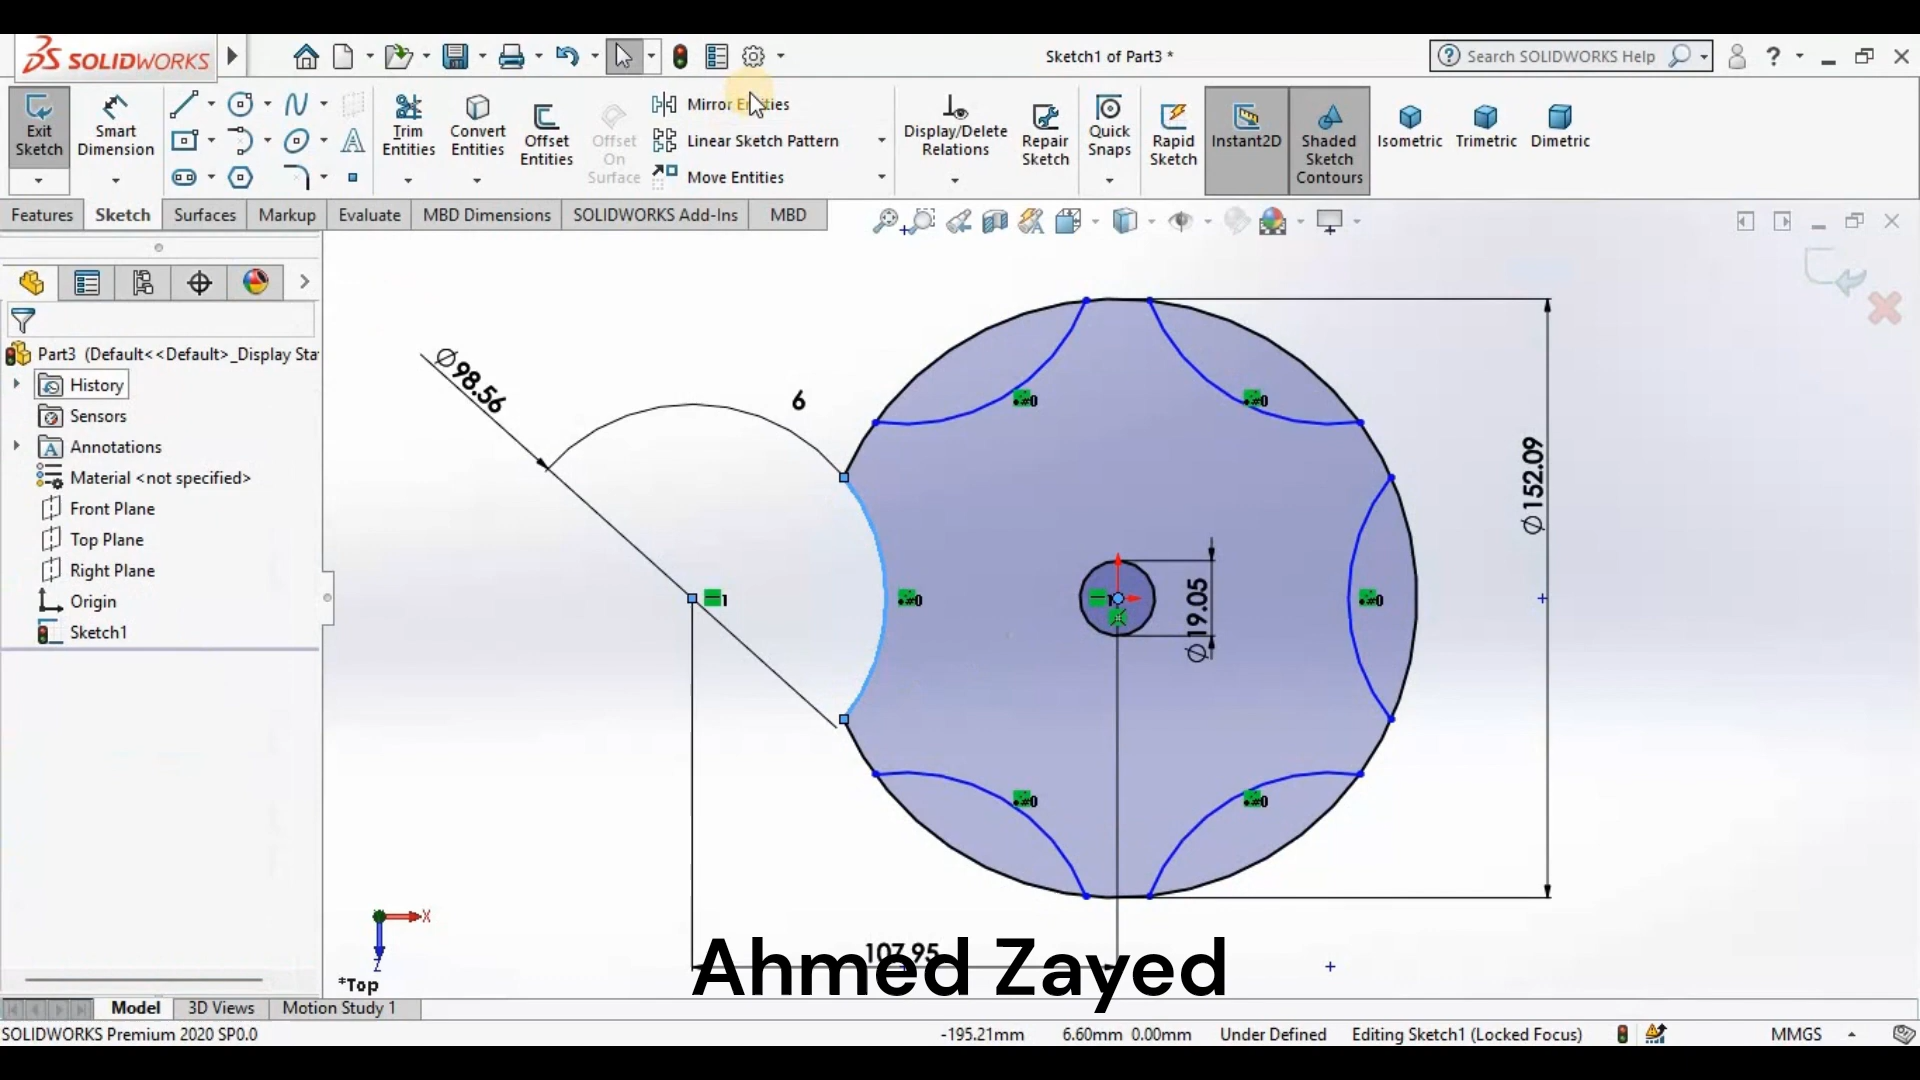 SOLIDWORKS
Sketch1 of Part3 *
Search SOLIDWORKS Help
?
Exit Sketch
Smart Dimension
Trim Entities
Convert Entities
Offset Entities
Offset On Surface
Mirror Entities
Linear Sketch Pattern
Move Entities
Display/Delete Relations
Repair Sketch
Quick Snaps
Rapid Sketch
Instant2D
Shaded Sketch Contours
Isometric
Trimetric
Dimetric
Features
Sketch
Surfaces
Markup
Evaluate
MBD Dimensions
SOLIDWORKS Add-Ins
MBD
Part3 (Default<<Default>_Display Sta
History
Sensors
Annotations
Material <not specified>
Front Plane
Top Plane
Right Plane
Origin
Sketch1
∅98.56
6
∅152.09
∅19.05
107.95
X
Z
*Top
Ahmed Zayed
Model
3D Views
Motion Study 1
SOLIDWORKS Premium 2020 SP0.0
-195.21mm
6.60mm
0.00mm
Under Defined
Editing Sketch1 (Locked Focus)
MMGS